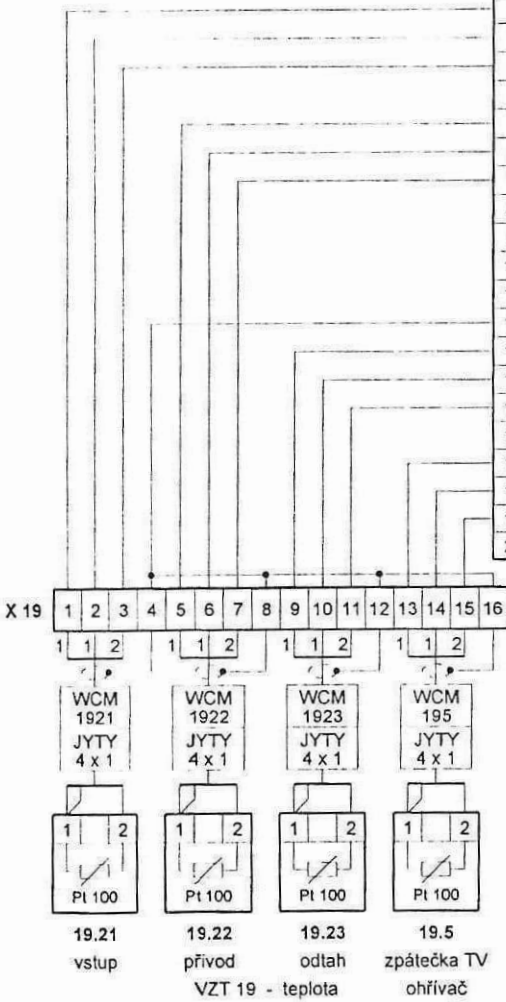 X 19 1 2 3 4 5 6 7 8 9 10 11 12 13 14 15 16
1 1 2 1 1 2 1 1 2 1 1 2
WCM WCM WCM WCM
1921 1922 1923 195
JYTY JYTY JYTY JYTY
4 x 1 4 x 1 4 x 1 4 x 1
1 2 1 2 1 2 1 2
Pt 100 Pt 100 Pt 100 Pt 100
19.21 19.22 19.23 19.5
vstup přívod odtah zpátečka TV
VZT 19 - teplota ohřívač